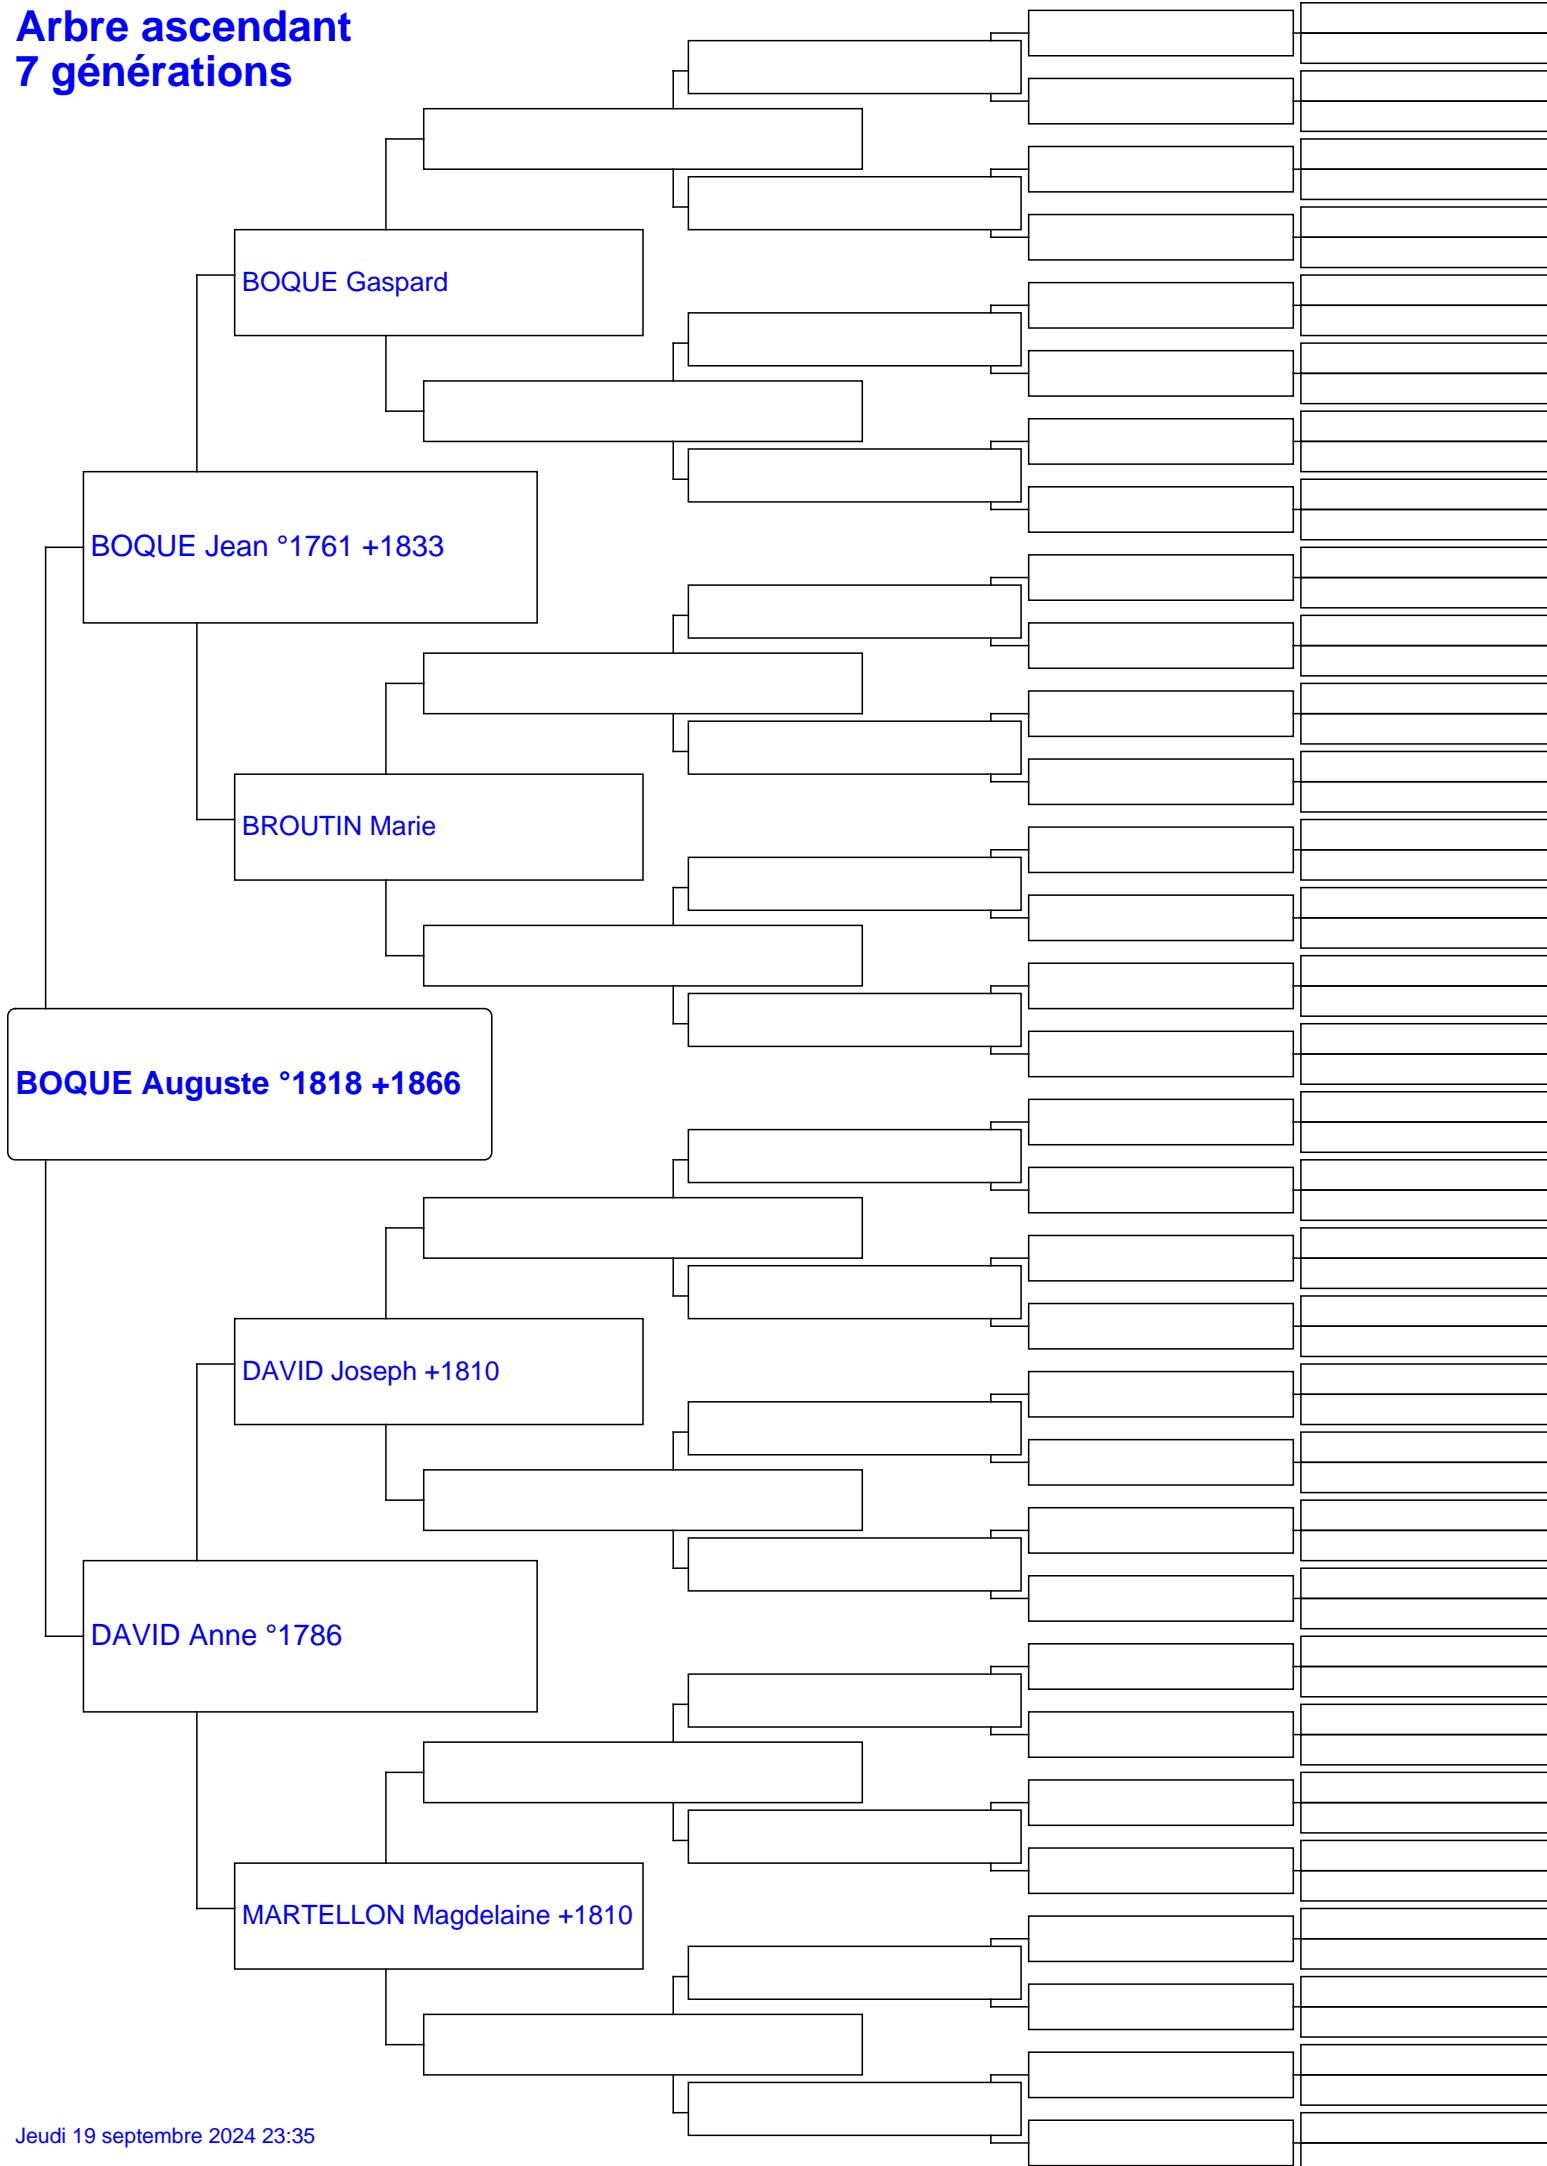 Arbre ascendant
7 générations
BOQUE Gaspard
BOQUE Jean °1761 +1833
BROUTIN Marie
BOQUE Auguste °1818 +1866
DAVID Joseph +1810
DAVID Anne °1786
MARTELLON Magdelaine +1810
Jeudi 19 septembre 2024 23:35